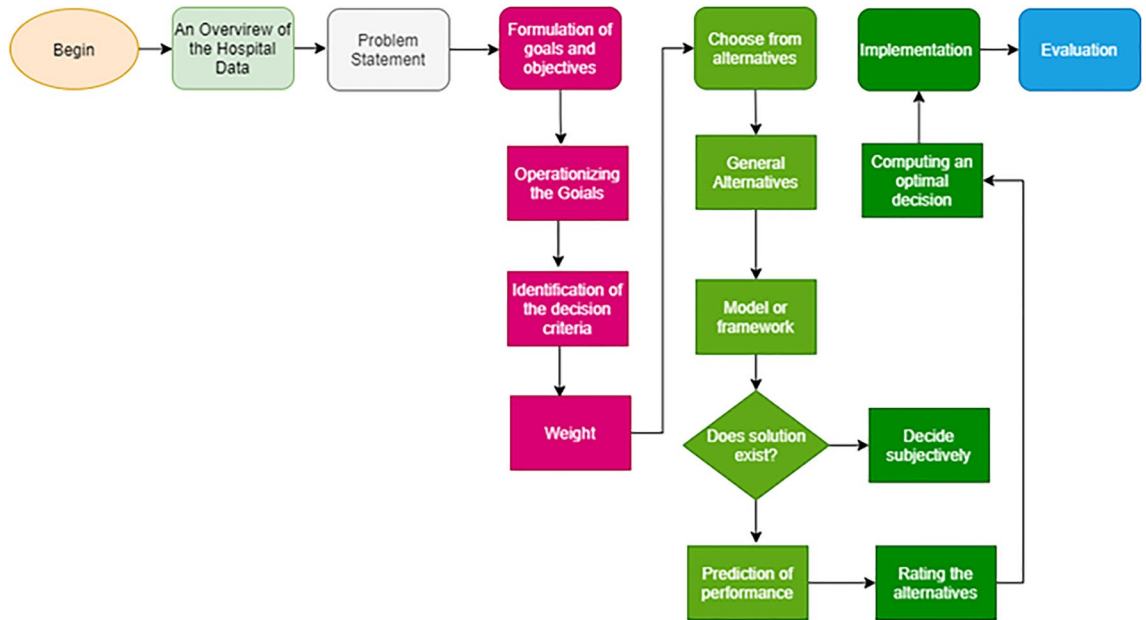 Begin
An Overirew of
the Hospital
Data
Problem
Statement
Formulation of
goals and
objectives
Operationizing
the Goials
Identification of
the decision
criteria
Weight
Choose from
alternatives
General
Alternatives
Model or
framework
Does solution
exist?
Decide
subjectively
Prediction of
performance
Rating the
alternatives
Computing an
optimal
decision
Implementation
Evaluation